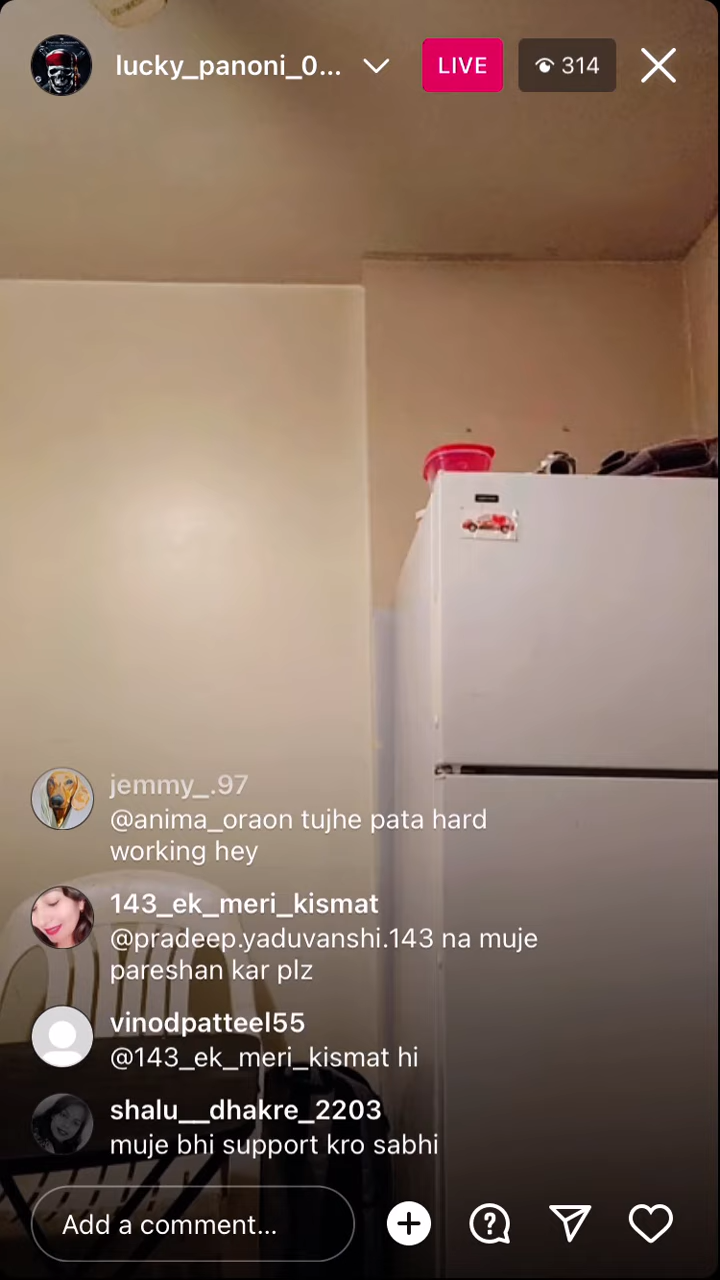 lucky_panoni_0...
LIVE
314
jemmy_.97
@anima_oraon tujhe pata hard
working hey
143_ek_meri_kismat
@pradeep.yaduvanshi.143 na muje
pareshan kar plz
vinodpatteel55
@143_ek_meri_kismat hi
shalu__dhakre_2203
muje bhi support kro sabhi
Add a comment...